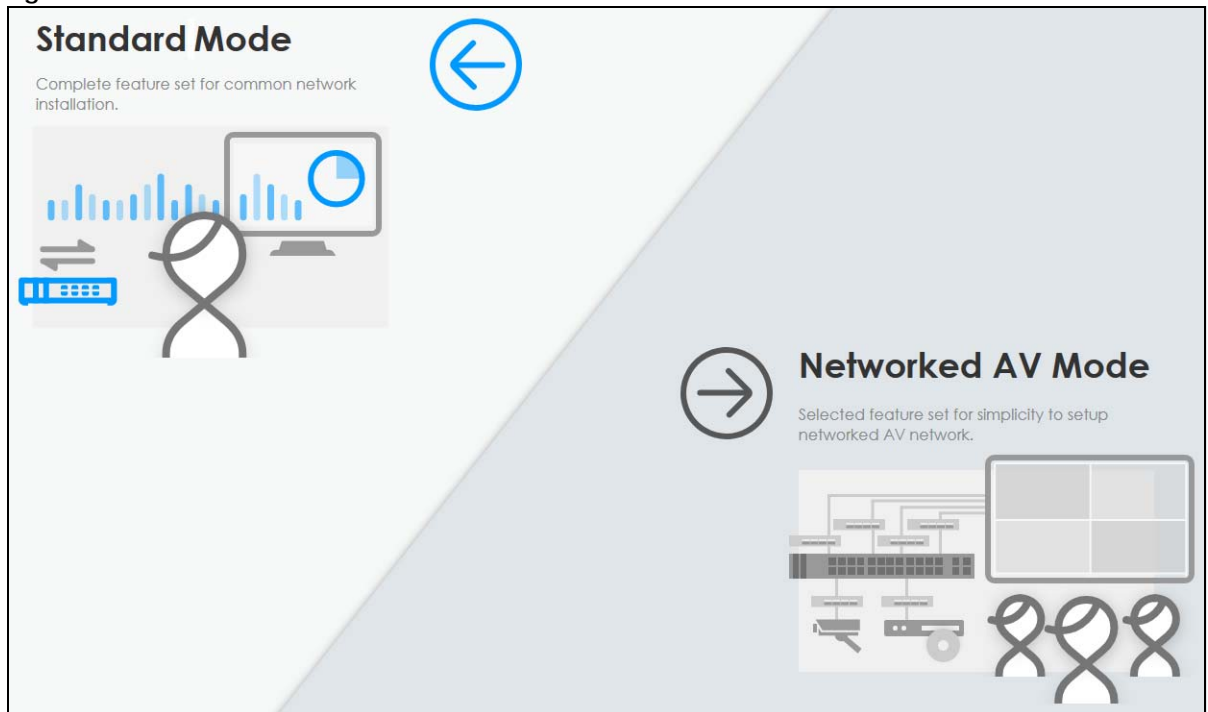 Standard Mode
Complete feature set for common network
installation.
Networked AV Mode
Selected feature set for simplicity to setup
networked AV network.